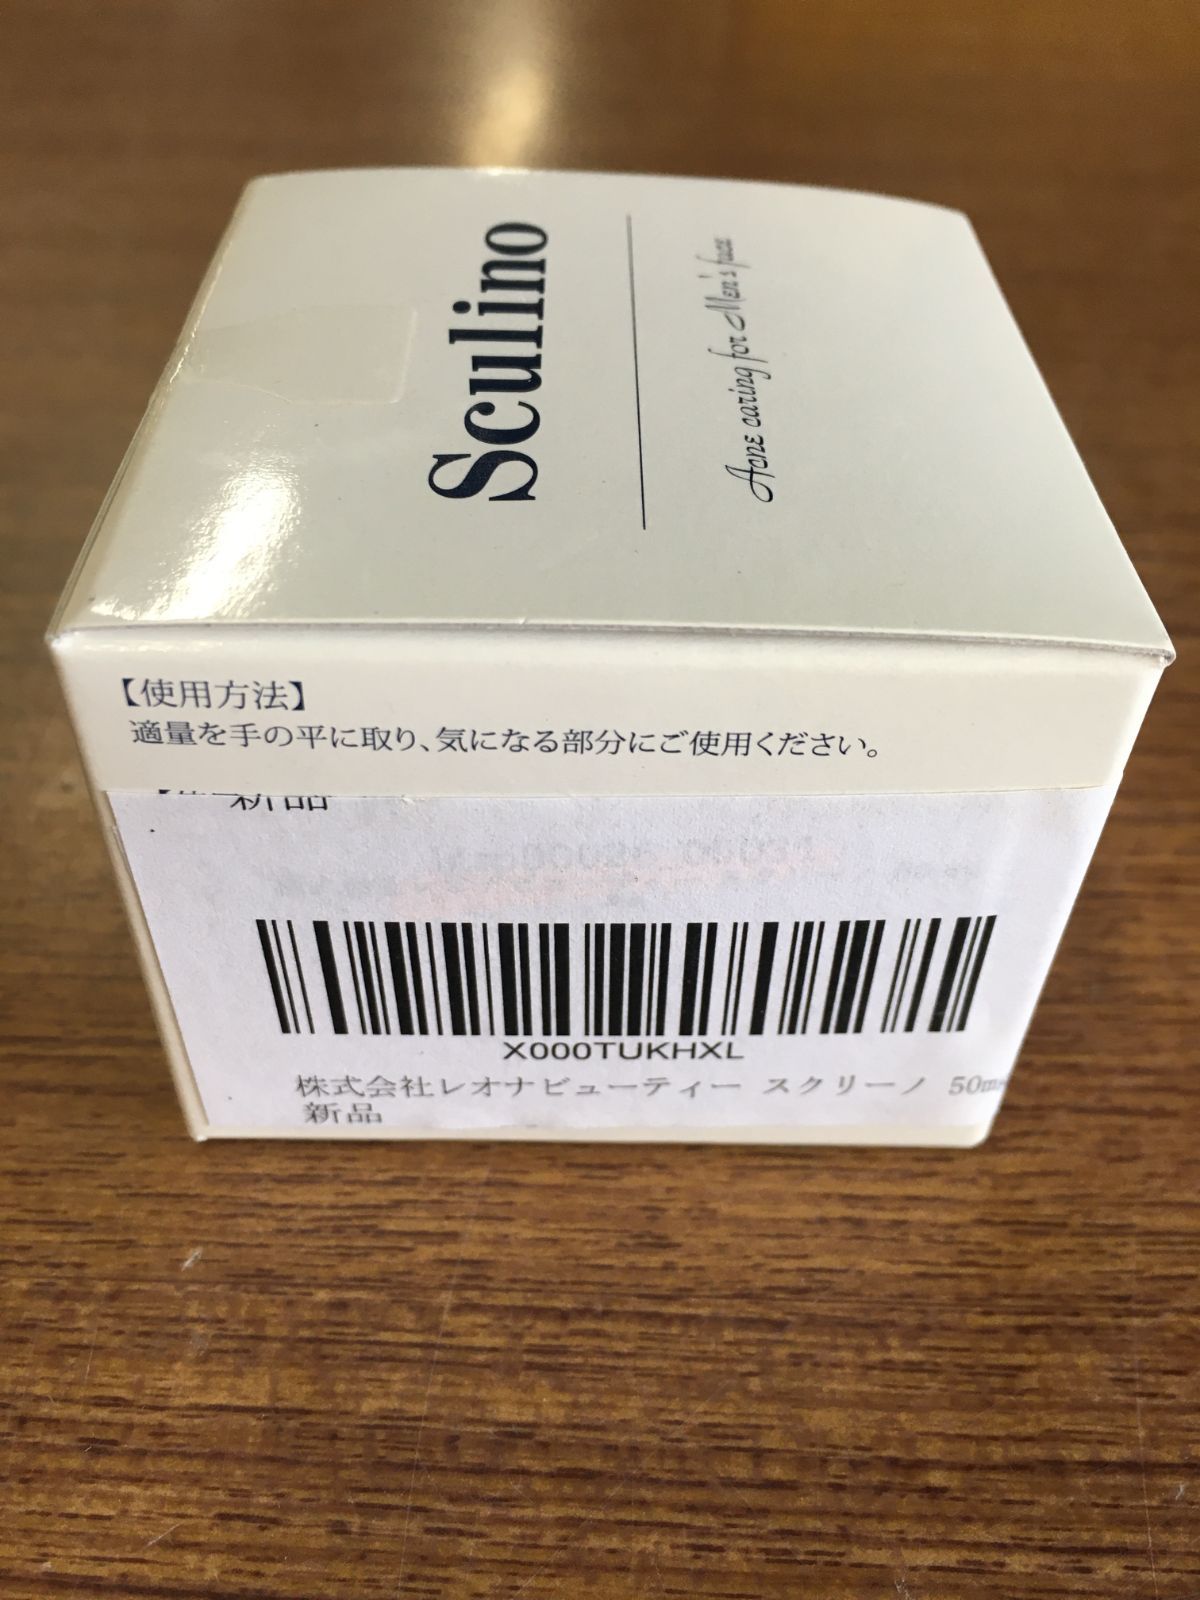 Sculino
Acne caring for Men's face
【使用方法】
適量を手の平に取り、気になる部分にご使用ください。
新品
X000TUKHXL
株式会社レオナビューティー スクリーノ 50
新品